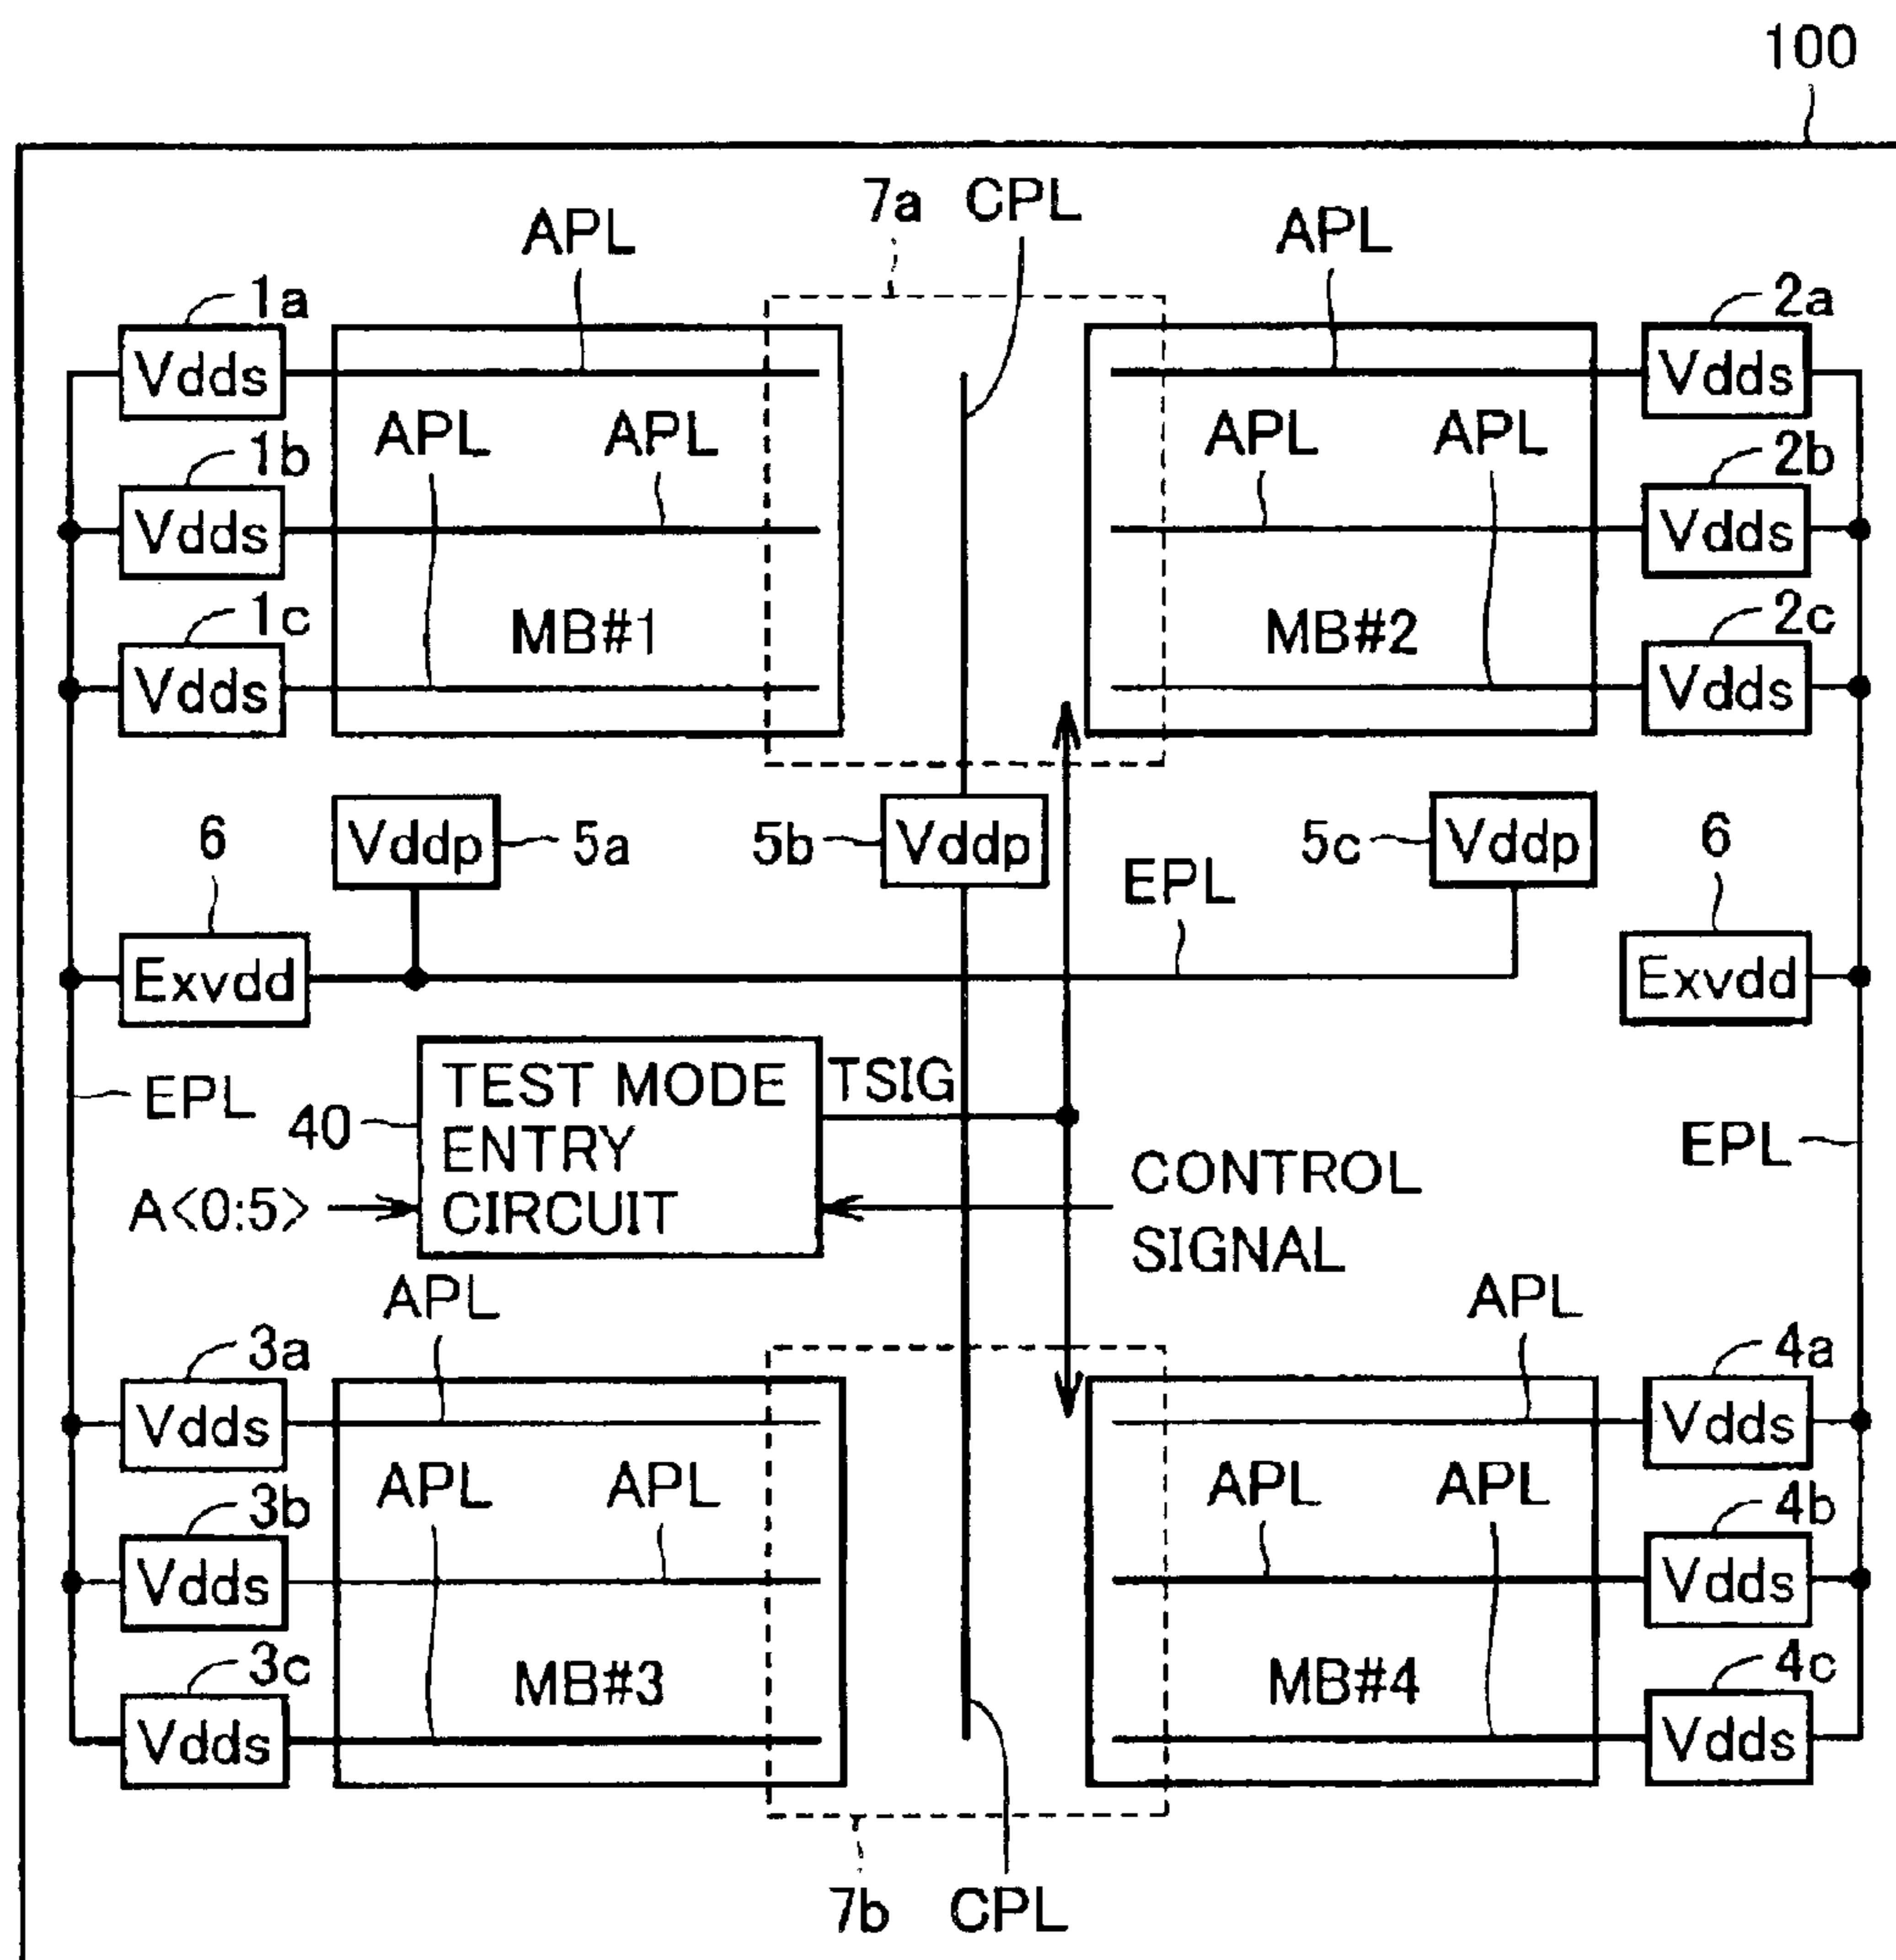 100
7a CPL
APL APL
1a 2a
Vdds Vdds
APL APL APL APL
1b 2b
Vdds Vdds
1c MB#1 MB#2 2c
Vdds Vdds
6 Vddp 5a 5b Vddp 5c Vddp 6
EPL
Exvdd Exvdd
EPL 40 TEST MODE TSIG
ENTRY EPL
A<0:5> CIRCUIT CONTROL
SIGNAL
APL APL
3a 4a
Vdds Vdds
APL APL APL APL
3b 4b
Vdds Vdds
3c MB#3 MB#4 4c
Vdds Vdds
7b CPL